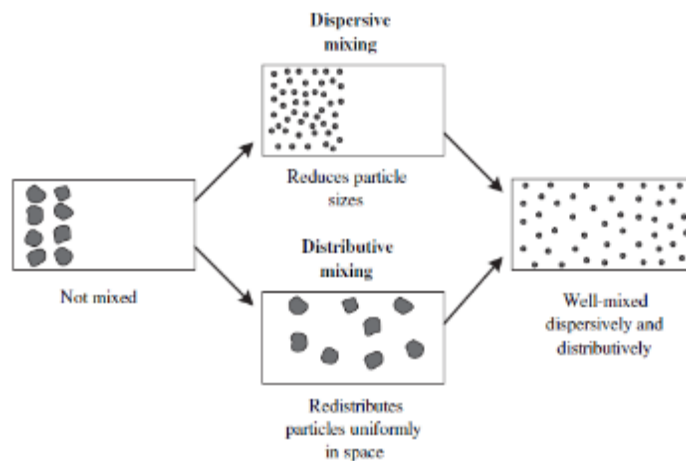 Dispersive
mixing
Reduces particle
sizes
Not mixed
Distributive
mixing
Redistributes
particles uniformly
in space
Well-mixed
dispersively and
distributively